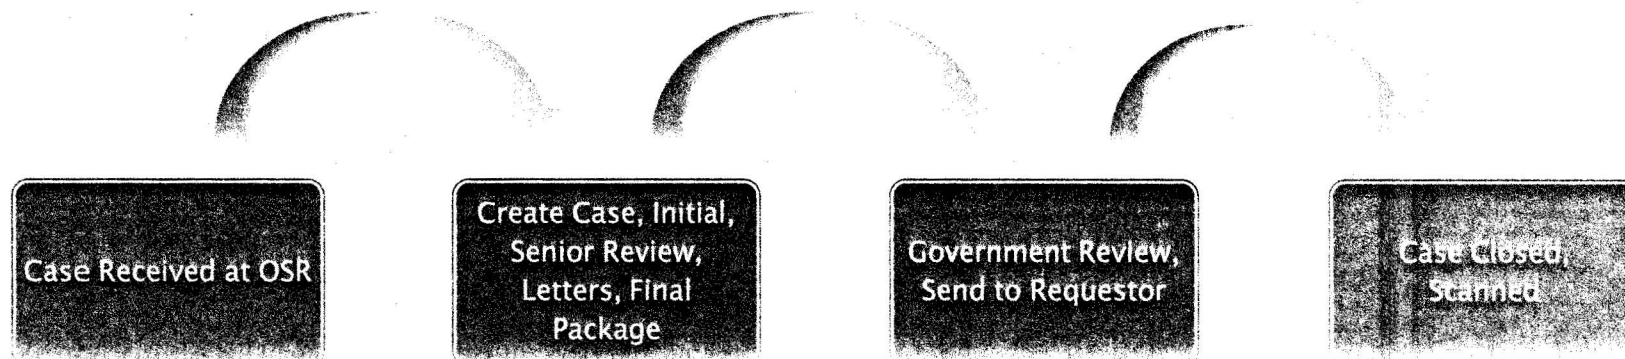 Case Received at OSR
Create Case, Initial,
Senior Review,
Letters, Final
Package
Government Review,
Send to Requestor
Case Closed,
Scanned